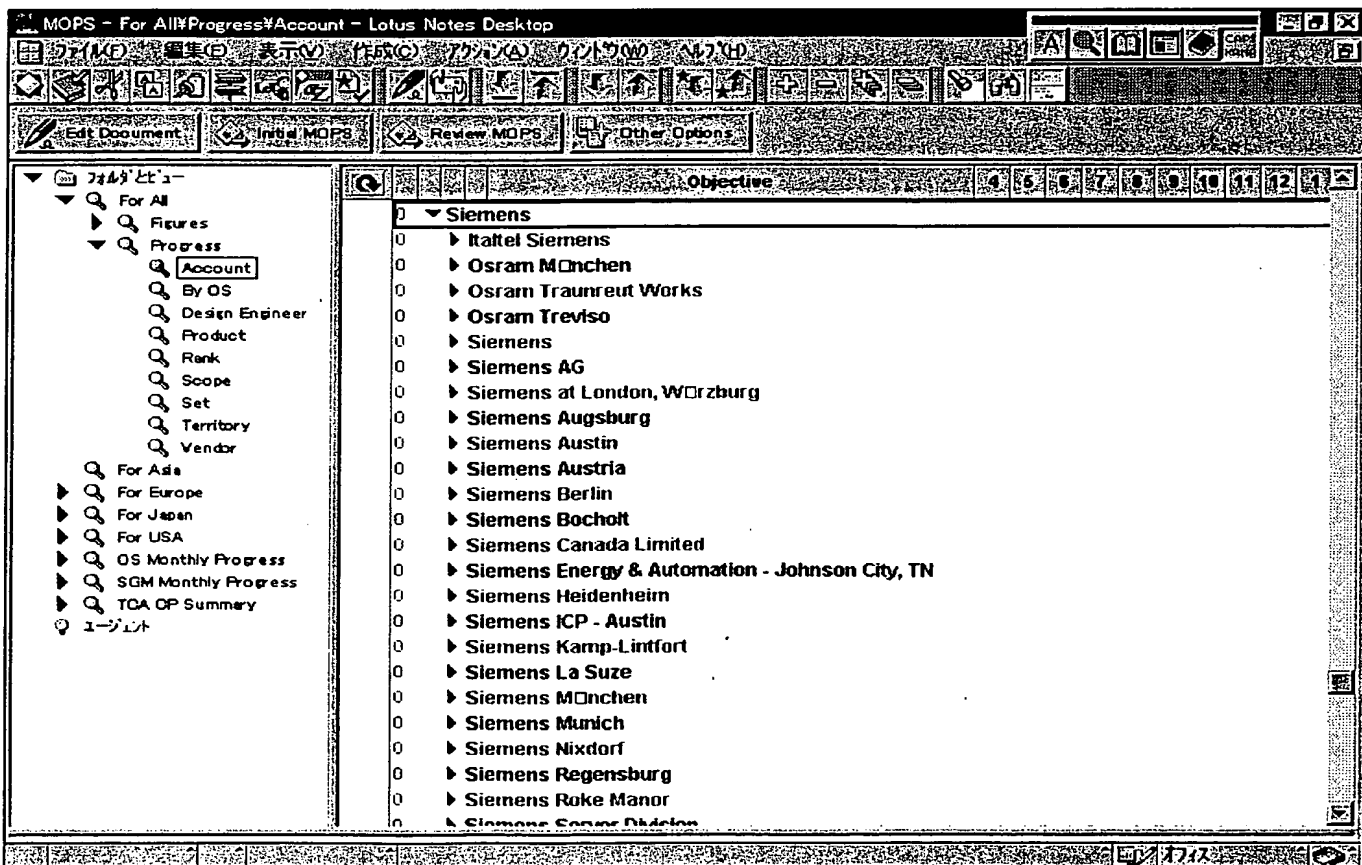 MOPS - For All¥Progress¥Account - Lotus Notes Desktop
ファイル(F) 編集(E) 表示(V) 作成(C) アクション(A) ウィンドウ(W) ヘルプ(H)
Edit Document Initial MOPS Review MOPS Other Options
フォルダとビュー
For All
Figures
Progress
Account
By OS
Design Engineer
Product
Rank
Scope
Set
Territory
Vendor
For Asia
For Europe
For Japan
For USA
OS Monthly Progress
SGM Monthly Progress
TCA OP Summary
エージェント
Objective 4 5 6 7 8 9 10 11 12 1
0 Siemens
0 Italtel Siemens
0 Osram M□nchen
0 Osram Traunreut Works
0 Osram Treviso
0 Siemens
0 Siemens AG
0 Siemens at London, W□rzburg
0 Siemens Augsburg
0 Siemens Austin
0 Siemens Austria
0 Siemens Berlin
0 Siemens Bocholt
0 Siemens Canada Limited
0 Siemens Energy & Automation - Johnson City, TN
0 Siemens Heidenheim
0 Siemens ICP - Austin
0 Siemens Kamp-Lintfort
0 Siemens La Suze
0 Siemens M□nchen
0 Siemens Munich
0 Siemens Nixdorf
0 Siemens Regensburg
0 Siemens Roke Manor
0 Siemens Server Division
オフィス